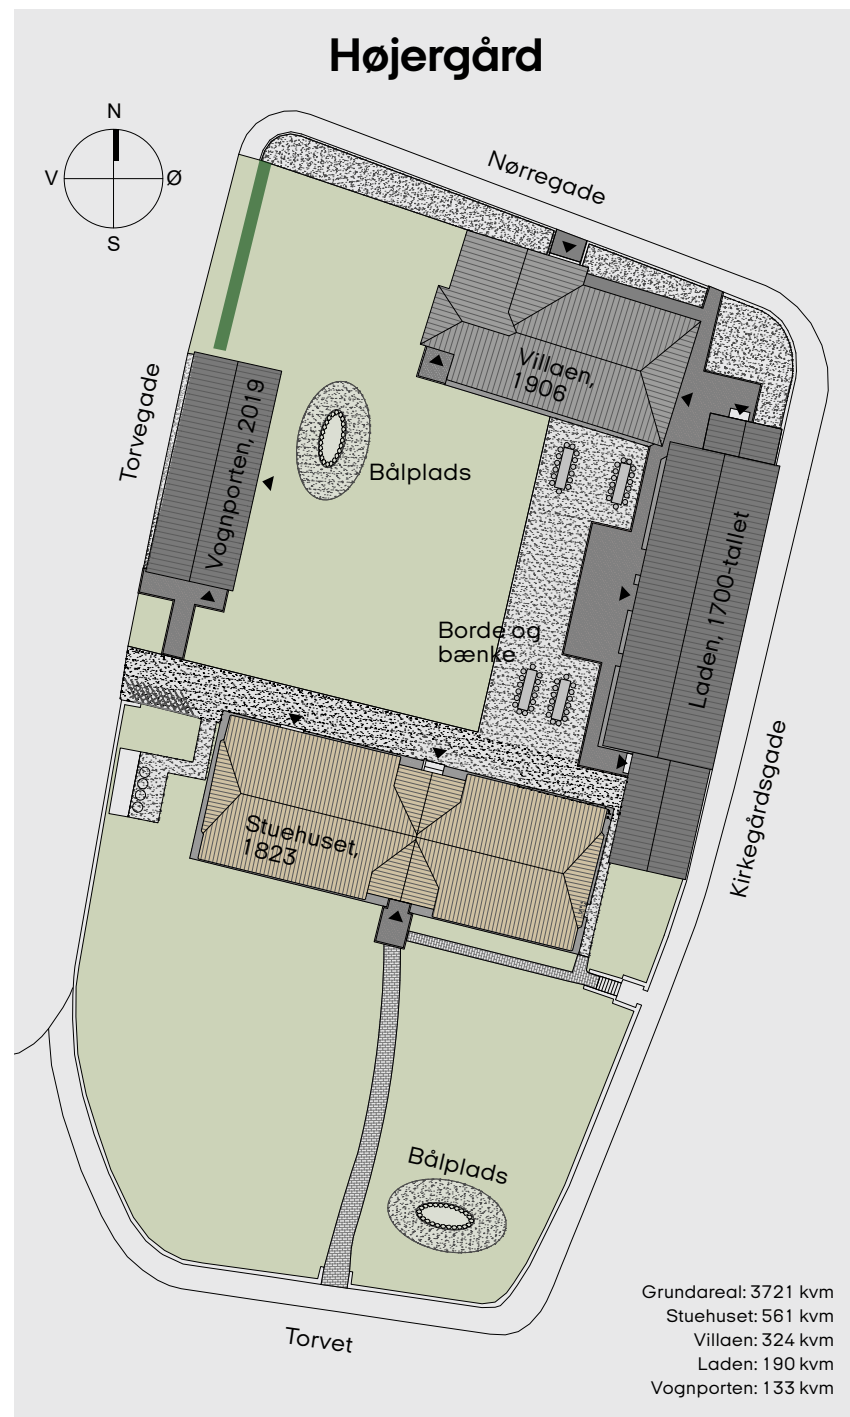 Højergård
N
V
Ø
S
Nørregade
Villaen,
1906
Torvegade
Vognporten, 2019
Bålplads
Laden, 1700-tallet
Borde og
bænke
Kirkegårdsgade
Stuehuset,
1823
Bålplads
Torvet
Grundareal: 3721 kvm
Stuehuset: 561 kvm
Villaen: 324 kvm
Laden: 190 kvm
Vognporten: 133 kvm